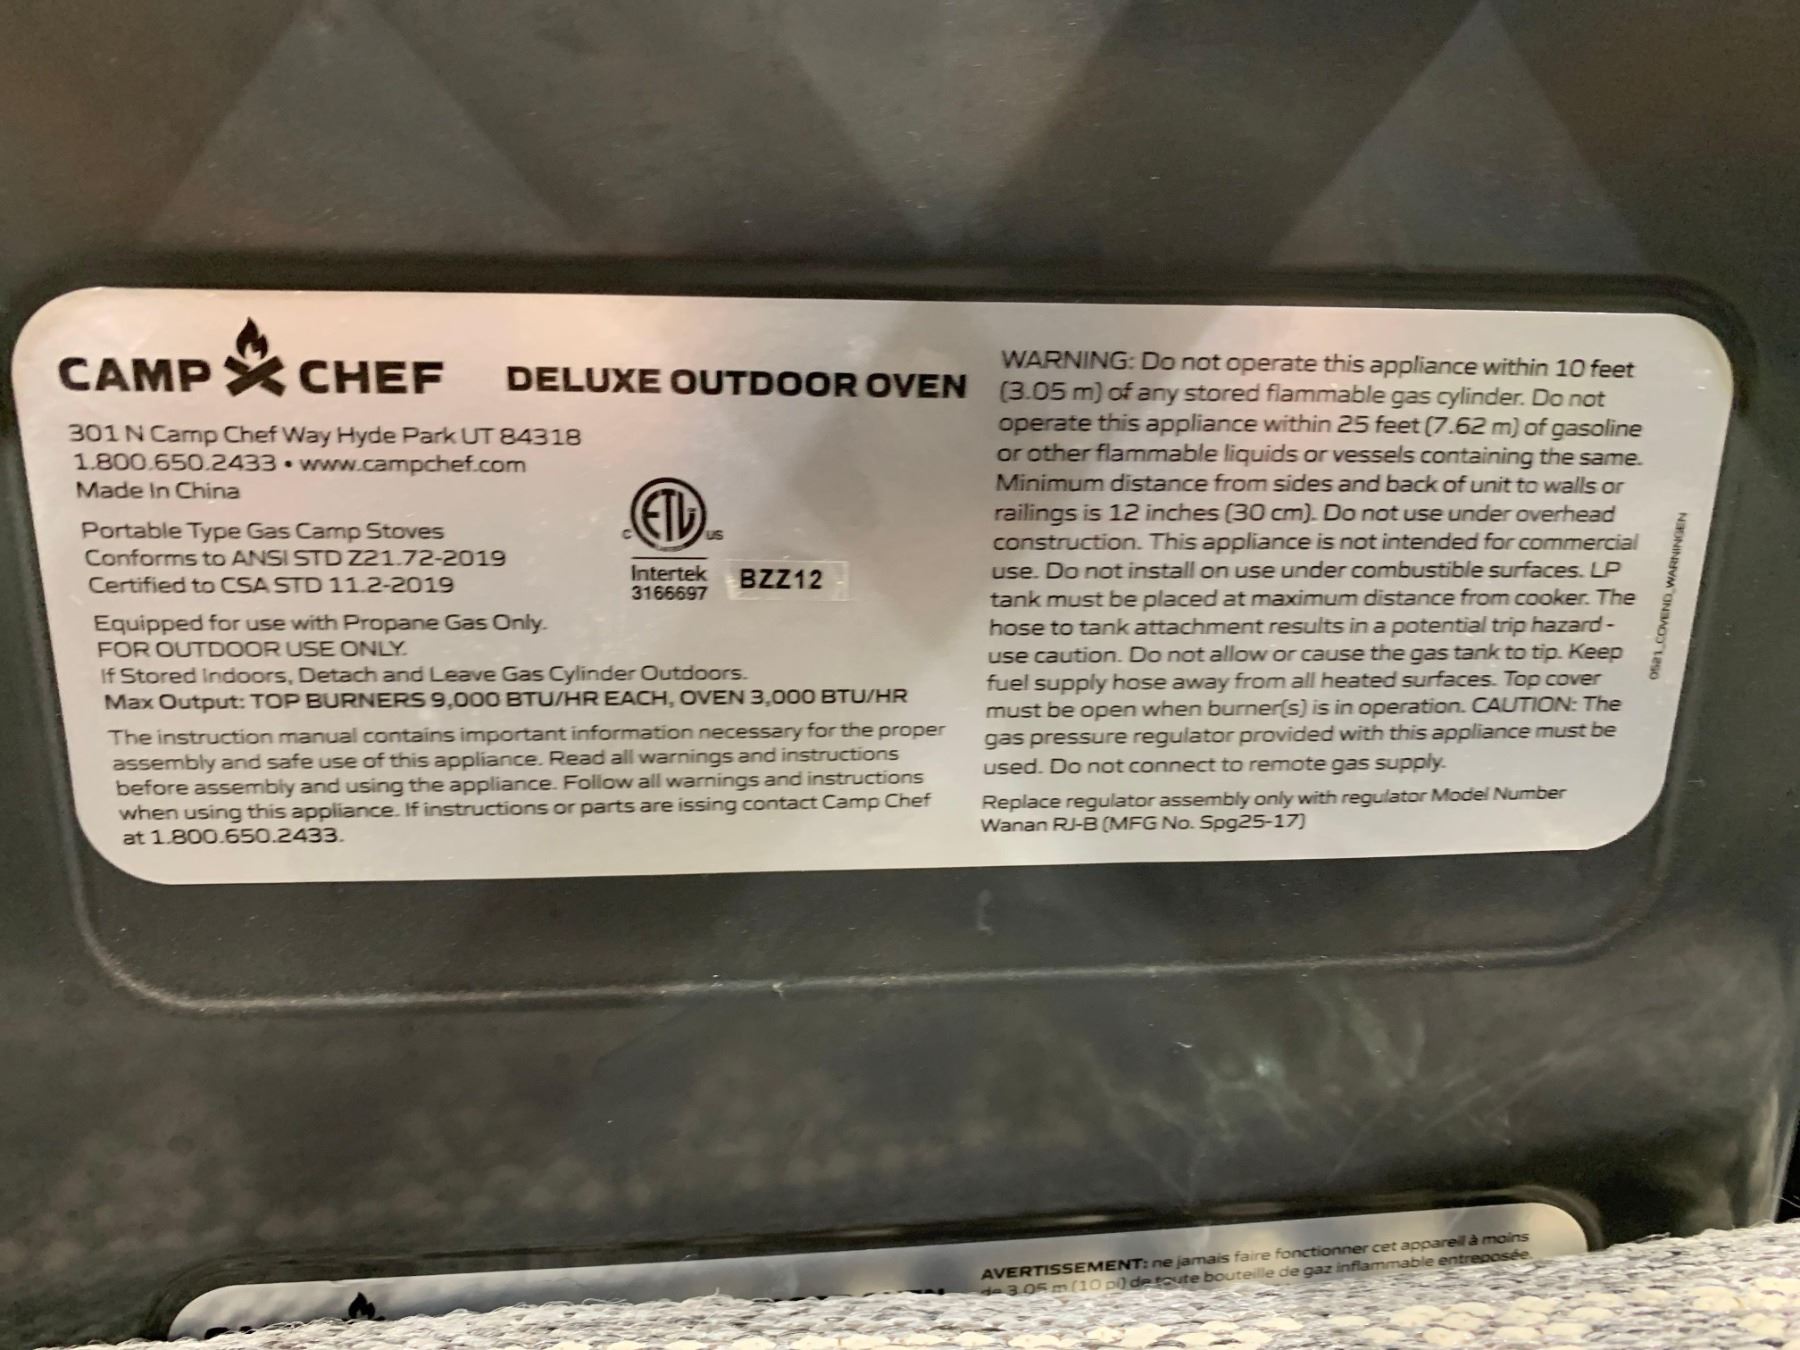 CAMP CHEF DELUXE OUTDOOR OVEN
301 N Camp Chef Way Hyde Park UT 84318
1.800.650.2433 • www.campchef.com
Made In China
Portable Type Gas Camp Stoves
Conforms to ANSI STD Z21.72-2019
Certified to CSA STD 11.2-2019
C ETL US
Intertek
3166697
BZZ12
Equipped for use with Propane Gas Only.
FOR OUTDOOR USE ONLY.
If Stored Indoors, Detach and Leave Gas Cylinder Outdoors.
Max Output: TOP BURNERS 9,000 BTU/HR EACH, OVEN 3,000 BTU/HR
The instruction manual contains important information necessary for the proper
assembly and safe use of this appliance. Read all warnings and instructions
before assembly and using the appliance. Follow all warnings and instructions
when using this appliance. If instructions or parts are issing contact Camp Chef
at 1.800.650.2433.
WARNING: Do not operate this appliance within 10 feet
(3.05 m) of any stored flammable gas cylinder. Do not
operate this appliance within 25 feet (7.62 m) of gasoline
or other flammable liquids or vessels containing the same.
Minimum distance from sides and back of unit to walls or
railings is 12 inches (30 cm). Do not use under overhead
construction. This appliance is not intended for commercial
use. Do not install on use under combustible surfaces. LP
tank must be placed at maximum distance from cooker. The
hose to tank attachment results in a potential trip hazard -
use caution. Do not allow or cause the gas tank to tip. Keep
fuel supply hose away from all heated surfaces. Top cover
must be open when burner(s) is in operation. CAUTION: The
gas pressure regulator provided with this appliance must be
used. Do not connect to remote gas supply.
Replace regulator assembly only with regulator Model Number
Wanan RJ-B (MFG No. Spg25-17)
0521_COVEND_WARNINGEN
AVERTISSEMENT: ne jamais faire fonctionner cet appareil à moins
de 3.05 m (10 pi) de toute bouteille de gaz inflammable entreposée.